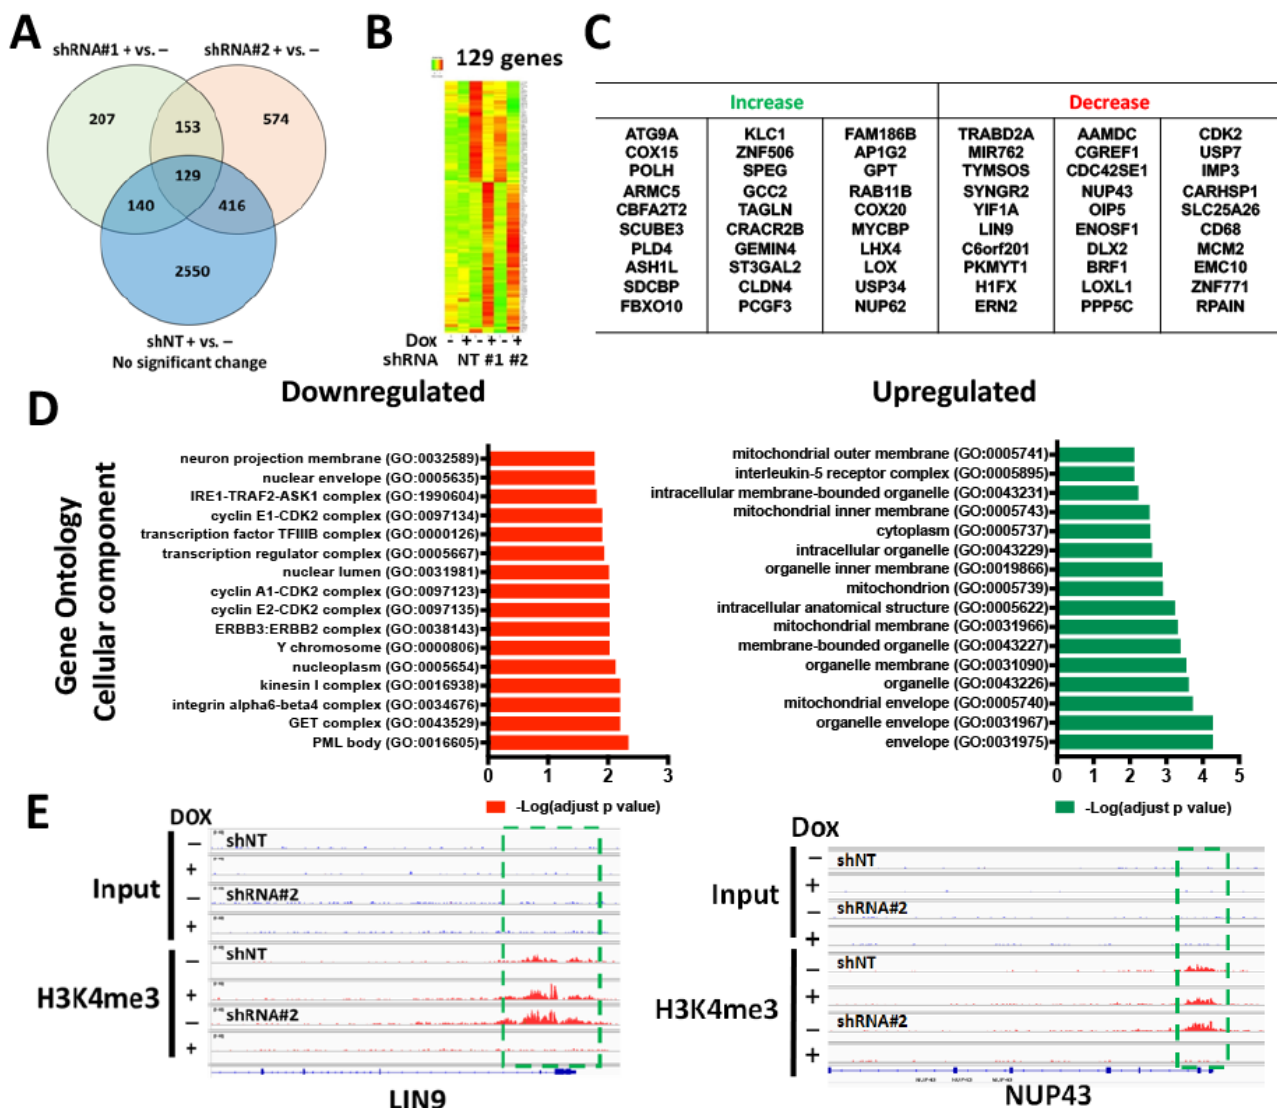 A
shRNA#1 + vs. –
shRNA#2 + vs. –
207
153
574
129
140
416
2550
shNT + vs. –
No significant change
B
129 genes
Dox - + - + - +
shRNA NT #1 #2
C
Increase
Decrease
ATG9A KLC1 FAM186B TRABD2A AAMDC CDK2
COX15 ZNF506 AP1G2 MIR762 CGREF1 USP7
POLH SPEG GPT TYMSOS CDC42SE1 IMP3
ARMC5 GCC2 RAB11B SYNGR2 NUP43 CARHSP1
CBFA2T2 TAGLN COX20 YIF1A OIP5 SLC25A26
SCUBE3 CRACR2B MYCBP LIN9 ENOSF1 CD68
PLD4 GEMIN4 LHX4 C6orf201 DLX2 MCM2
ASH1L ST3GAL2 LOX PKMYT1 BRF1 EMC10
SDCBP CLDN4 USP34 H1FX LOXL1 ZNF771
FBXO10 PCGF3 NUP62 ERN2 PPP5C RPAIN
D
Gene Ontology
Cellular component
Downregulated
neuron projection membrane (GO:0032589)
nuclear envelope (GO:0005635)
IRE1-TRAF2-ASK1 complex (GO:1990604)
cyclin E1-CDK2 complex (GO:0097134)
transcription factor TFIIIB complex (GO:0000126)
transcription regulator complex (GO:0005667)
nuclear lumen (GO:0031981)
cyclin A1-CDK2 complex (GO:0097123)
cyclin E2-CDK2 complex (GO:0097135)
ERBB3:ERBB2 complex (GO:0038143)
Y chromosome (GO:0000806)
nucleoplasm (GO:0005654)
kinesin I complex (GO:0016938)
integrin alpha6-beta4 complex (GO:0034676)
GET complex (GO:0043529)
PML body (GO:0016605)
0 1 2 3
-Log(adjust p value)
Upregulated
mitochondrial outer membrane (GO:0005741)
interleukin-5 receptor complex (GO:0005895)
intracellular membrane-bounded organelle (GO:0043231)
mitochondrial inner membrane (GO:0005743)
cytoplasm (GO:0005737)
intracellular organelle (GO:0043229)
organelle inner membrane (GO:0019866)
mitochondrion (GO:0005739)
intracellular anatomical structure (GO:0005622)
mitochondrial membrane (GO:0031966)
membrane-bounded organelle (GO:0043227)
organelle membrane (GO:0031090)
organelle (GO:0043226)
mitochondrial envelope (GO:0005740)
organelle envelope (GO:0031967)
envelope (GO:0031975)
0 1 2 3 4 5
-Log(adjust p value)
E
DOX
Input
– shNT
+
– shRNA#2
+
H3K4me3
– shNT
+
– shRNA#2
+
LIN9
Dox
Input
– shNT
+
– shRNA#2
+
H3K4me3
– shNT
+
– shRNA#2
+
NUP43 NUP43 NUP43
NUP43